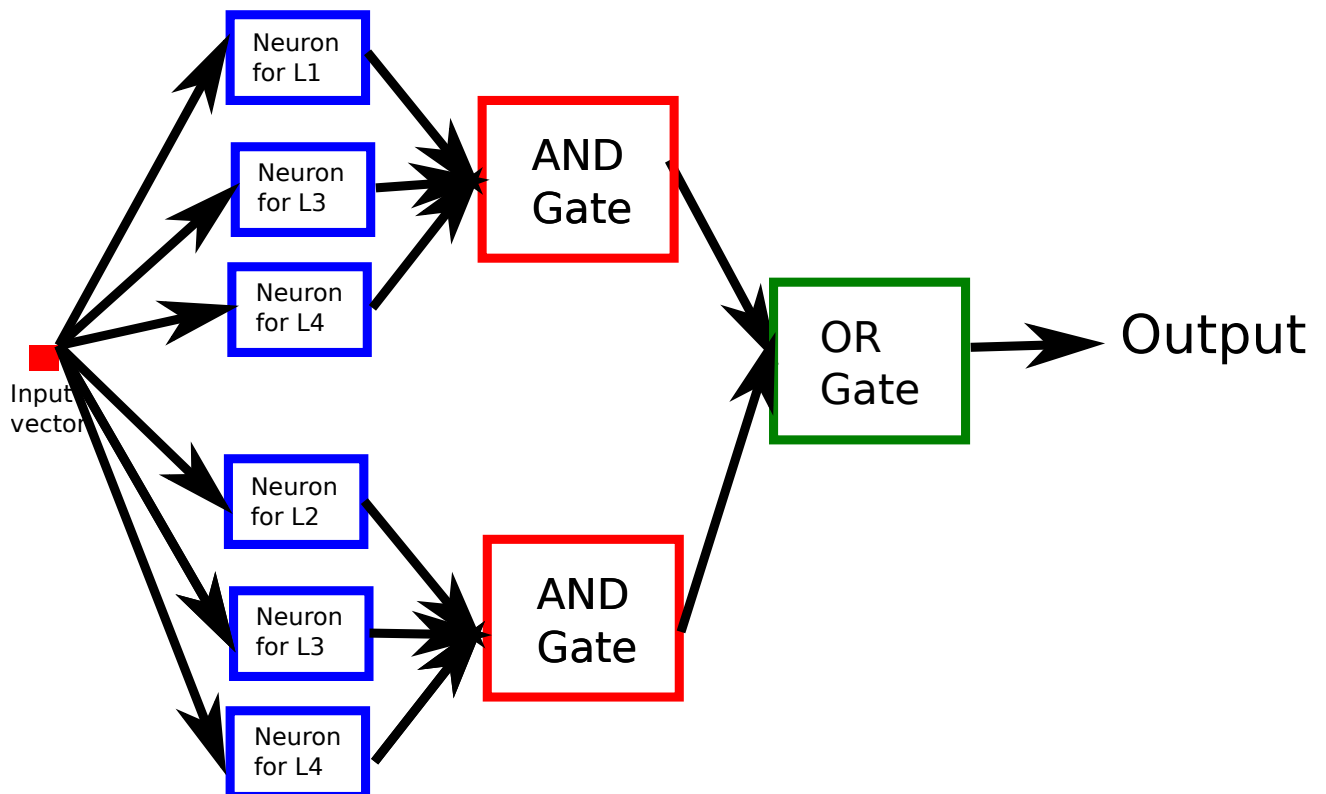 Neuron
for L1
Neuron
for L3
Neuron
for L4
AND
Gate
Input
vector
OR
Gate
Output
Neuron
for L2
Neuron
for L3
Neuron
for L4
AND
Gate